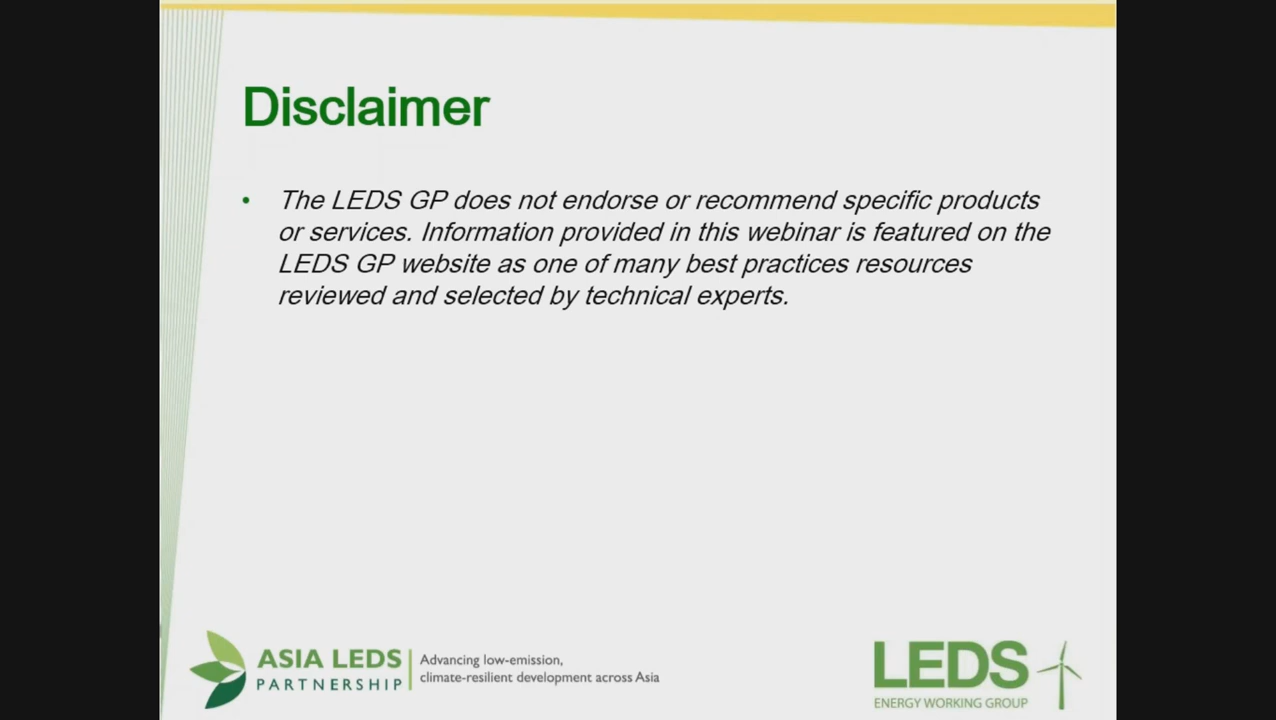 Disclaimer
• The LEDS GP does not endorse or recommend specific products
or services. Information provided in this webinar is featured on the
LEDS GP website as one of many best practices resources
reviewed and selected by technical experts.
ASIA LEDS
PARTNERSHIP
Advancing low-emission,
climate-resilient development across Asia
LEDS
ENERGY WORKING GROUP